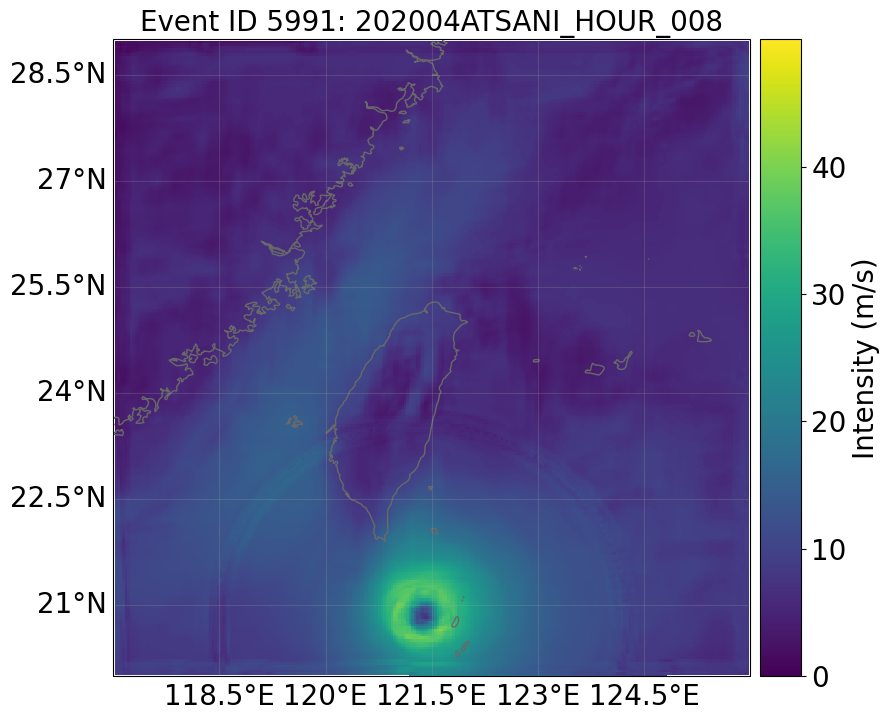 Event ID 5991: 202004ATSANI_HOUR_008
28.5°N
27°N
25.5°N
24°N
22.5°N
21°N
118.5°E 120°E 121.5°E 123°E 124.5°E
40
30
20
10
0
Intensity (m/s)